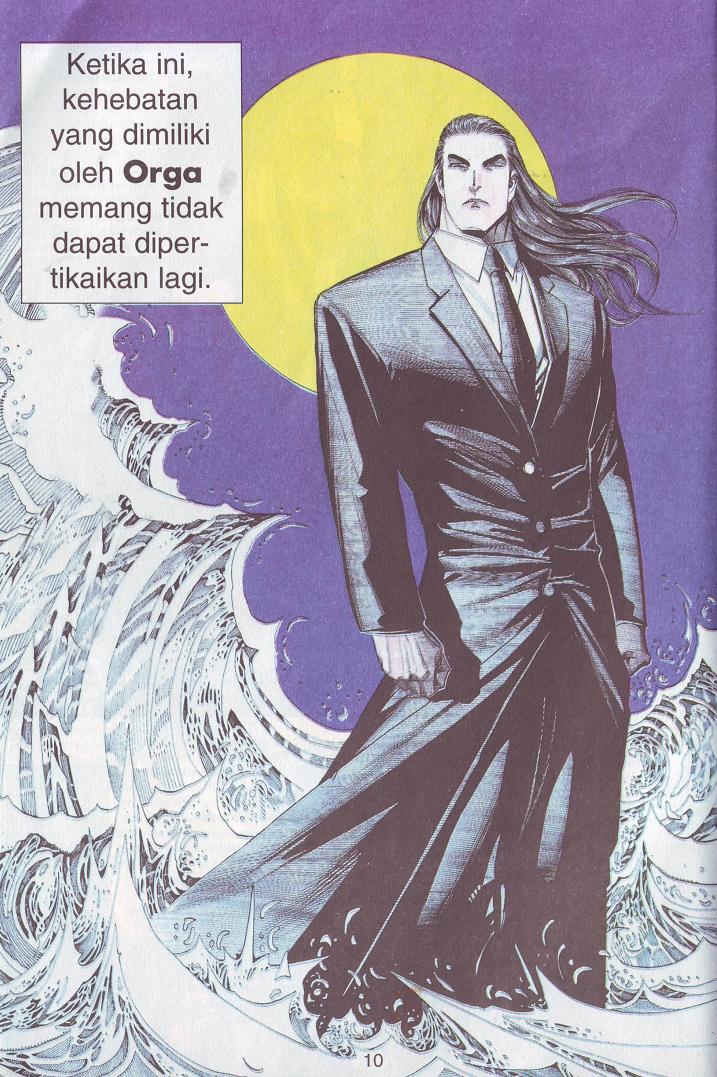 Ketika ini,
kehebatan
yang dimiliki
oleh Orga
memang tidak
dapat diper-
tikaikan lagi.
10